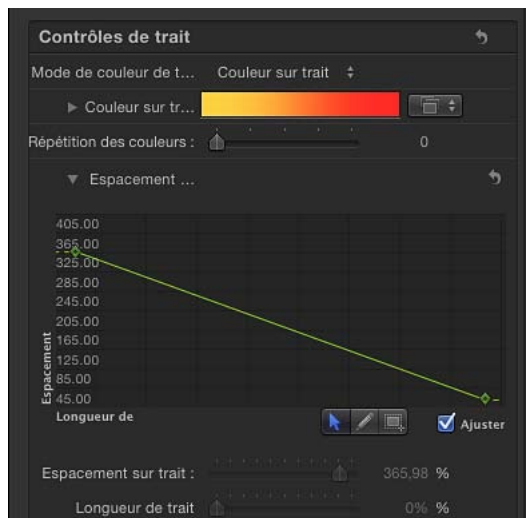 Contrôles de trait
Mode de couleur de t... Couleur sur trait
Couleur sur tr...
Répétition des couleurs : 0
Espacement ...
405.00
365.00
325.00
285.00
245.00
205.00
165.00
125.00
85.00
45.00
Espacement
Longueur de
Ajuster
Espacement sur trait : 365,98 %
Longueur de trait 0% %